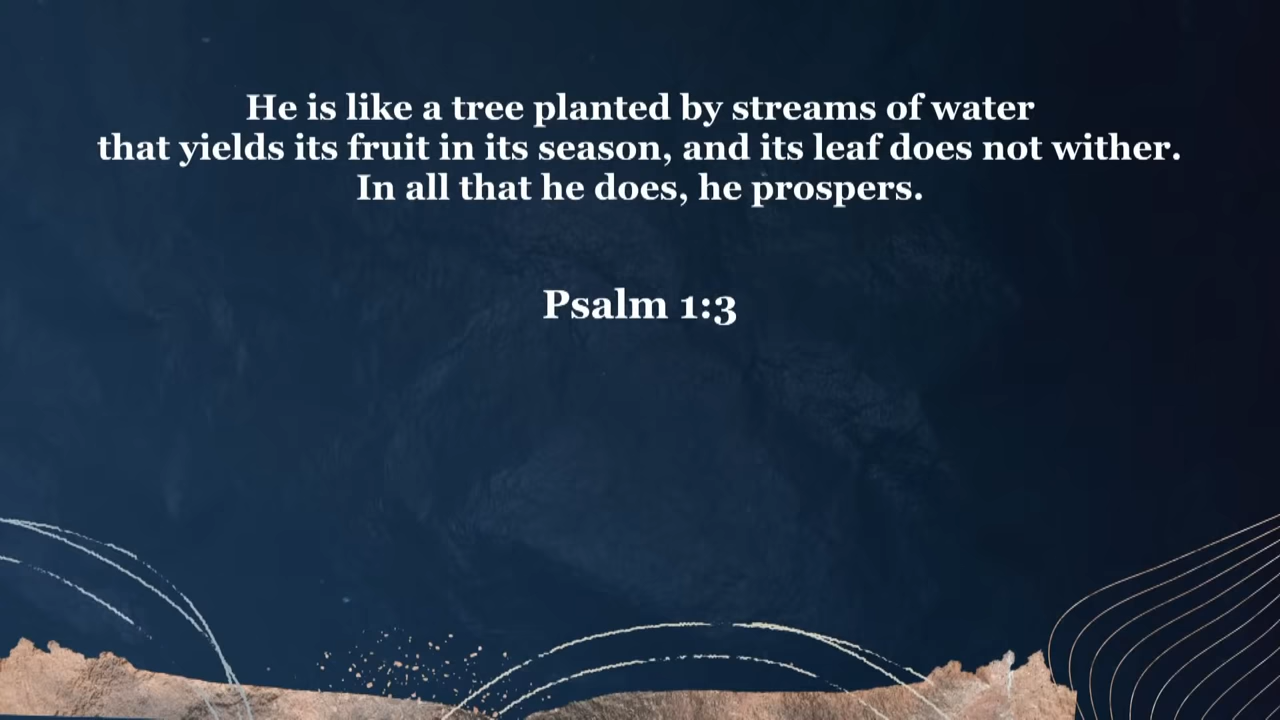 He is like a tree planted by streams of water
that yields its fruit in its season, and its leaf does not wither.
In all that he does, he prospers.
Psalm 1:3